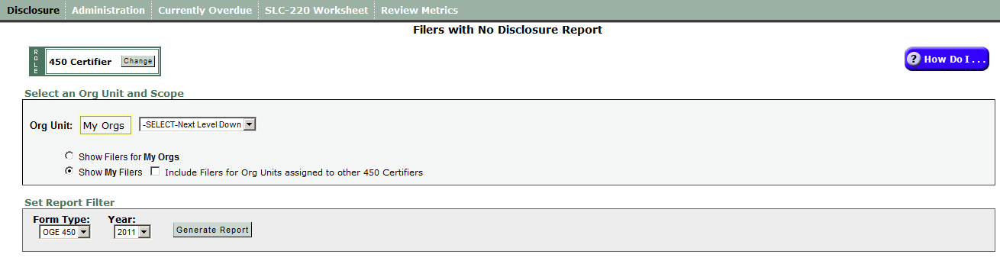 Disclosure Administration Currently Overdue SLC-220 Worksheet Review Metrics
Filers with No Disclosure Report
ROLE 450 Certifier Change
? How Do I . . .
Select an Org Unit and Scope
Org Unit: My Orgs -SELECT-Next Level Down
Show Filers for My Orgs
Show My Filers Include Filers for Org Units assigned to other 450 Certifiers
Set Report Filter
Form Type: Year:
OGE 450 2011 Generate Report